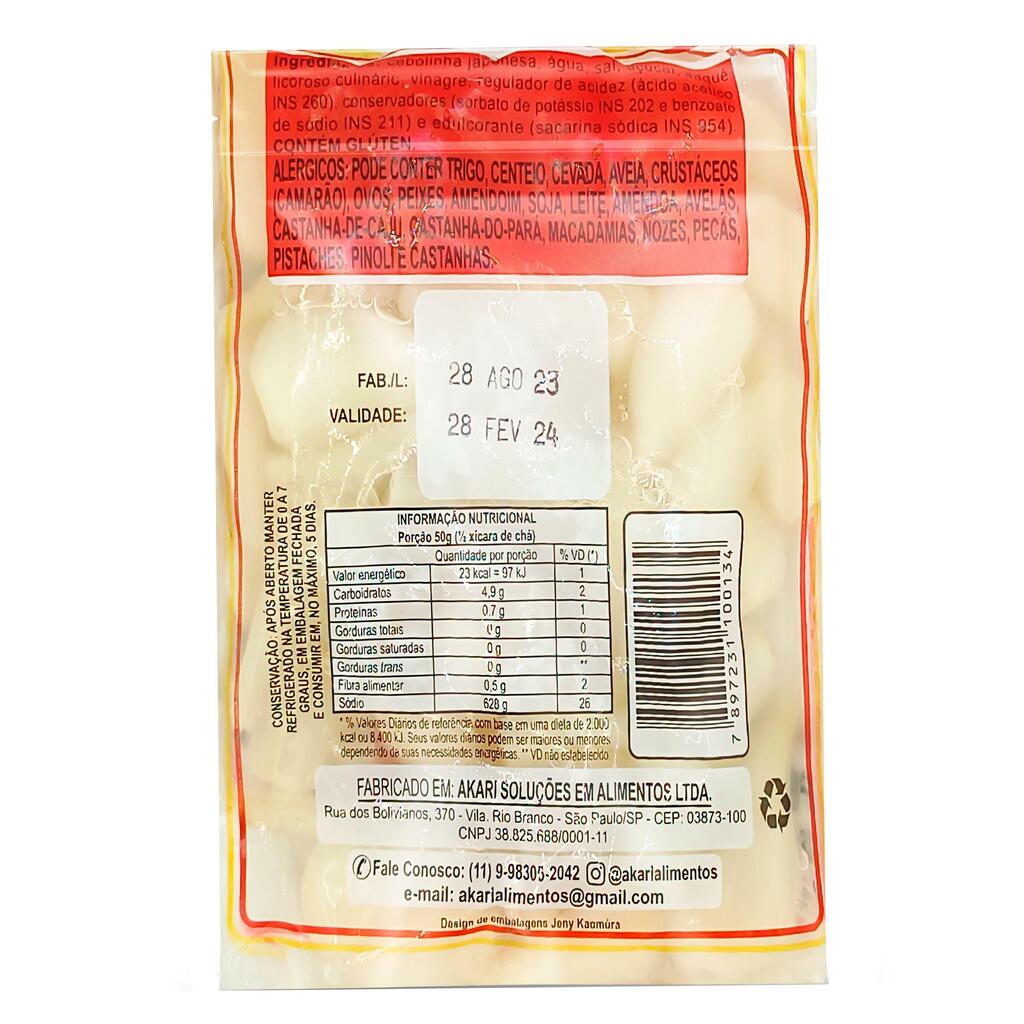 cebolinha japonesa, água, sal, açúcar, saquê
licoroso culinário, vinagre, regulador de acidez (ácido acético
INS 260), conservadores (sorbato de potássio INS 202 e benzoato
de sódio INS 211) e edulcorante (sacarina sódica INS 954).
CONTÉM GLÚTEN.
ALÉRGICOS: PODE CONTER TRIGO, CENTEIO, CEVADA, AVEIA, CRUSTÁCEOS
(CAMARÃO), OVOS, PEIXES, AMENDOIM, SOJA, LEITE, AMÊNDOA, AVELÃS,
CASTANHA-DE-CAJU, CASTANHA-DO-PARA, MACADÂMIAS, NOZES, PECÃS,
PISTACHES, PINOLI E CASTANHAS.
FAB./L: 28 AGO 23
VALIDADE: 28 FEV 24
CONSERVAÇÃO: APÓS ABERTO MANTER
REFRIGERADO NA TEMPERATURA DE 0 A 7
GRAUS, EM EMBALAGEM FECHADA
E CONSUMIR EM, NO MÁXIMO, 5 DIAS.
INFORMAÇÃO NUTRICIONAL
Porção 50g (½ xícara de chá)
Quantidade por porção % VD (*)
Valor energético 23 kcal = 97 kJ 1
Carboidratos 4,9 g 2
Proteínas 0,7 g 1
Gorduras totais 0 g 0
Gorduras saturadas 0 g 0
Gorduras trans 0 g **
Fibra alimentar 0,5 g 2
Sódio 628 g 26
* % Valores Diários de referência com base em uma dieta de 2.000
kcal ou 8.400 kJ. Seus valores diários podem ser maiores ou menores
dependendo de suas necessidades energéticas. ** VD não estabelecido
7 897231 100134
FABRICADO EM: AKARI SOLUÇÕES EM ALIMENTOS LTDA.
Rua dos Bolivianos, 370 - Vila. Rio Branco - São Paulo/SP - CEP: 03873-100
CNPJ 38.825.688/0001-11
Fale Conosco: (11) 9-98305-2042 @akarialimentos
e-mail: akarialimentos@gmail.com
Design de embalagens Jony Kaomúra